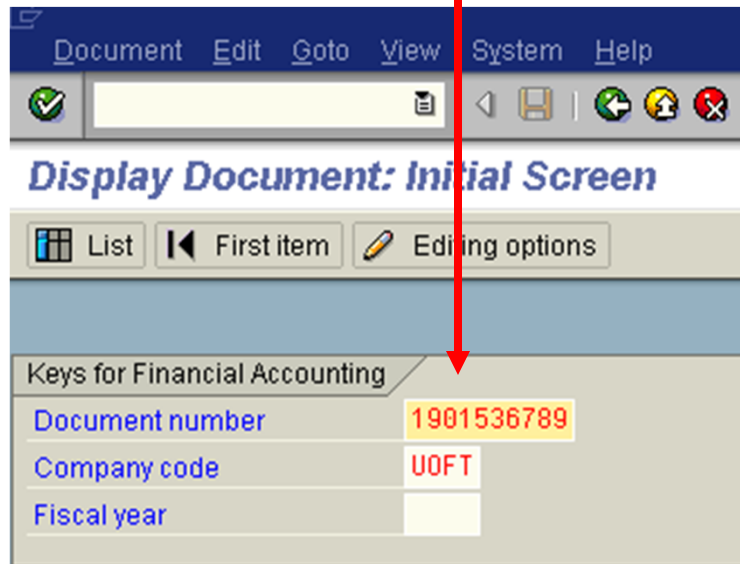 Document Edit Goto View System Help
Display Document: Initial Screen
List First item Editing options
Keys for Financial Accounting
Document number 1901536789
Company code UOFT
Fiscal year